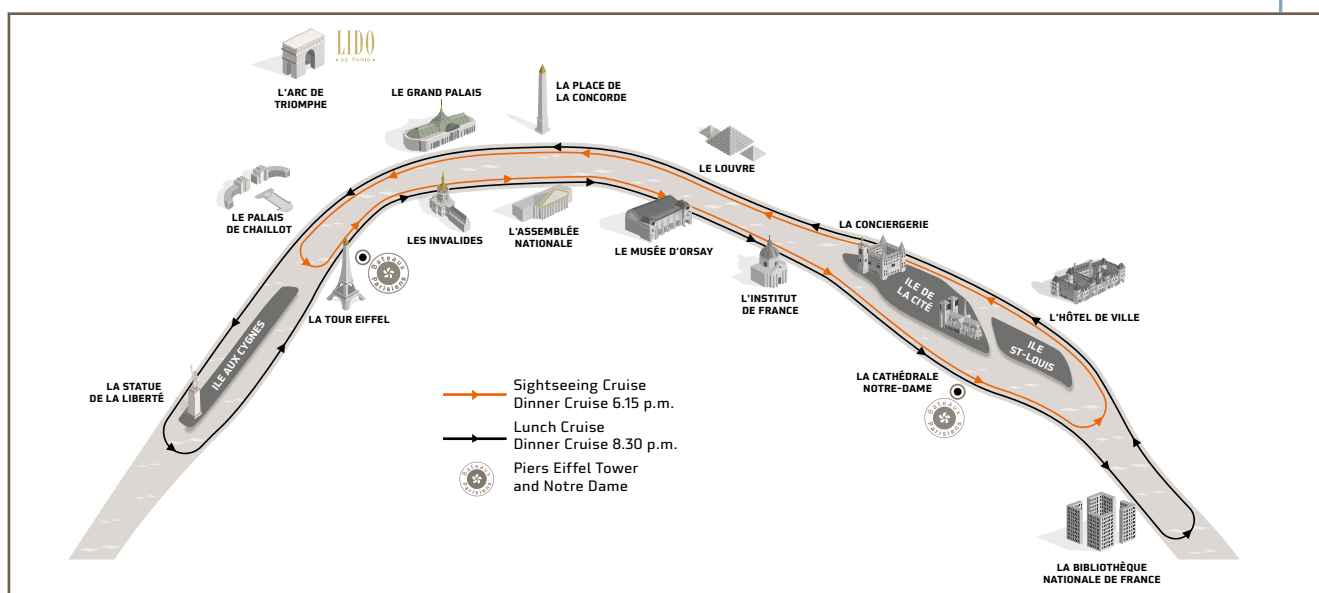 LIDO
• DE PARIS •
L'ARC DE
TRIOMPHE
LE GRAND PALAIS
LA PLACE DE
LA CONCORDE
LE LOUVRE
LE PALAIS
DE CHAILLOT
LES INVALIDES
L'ASSEMBLÉE
NATIONALE
LE MUSÉE D'ORSAY
LA CONCIERGERIE
Bateaux
Parisiens
LA TOUR EIFFEL
L'INSTITUT
DE FRANCE
ILE DE
LA CITÉ
L'HÔTEL DE VILLE
ILE AUX CYGNES
ILE
ST-LOUIS
LA STATUE
DE LA LIBERTÉ
LA CATHÉDRALE
NOTRE-DAME
Bateaux
Parisiens
Sightseeing Cruise
Dinner Cruise 6.15 p.m.
Lunch Cruise
Dinner Cruise 8.30 p.m.
Bateaux
Parisiens
Piers Eiffel Tower
and Notre Dame
LA BIBLIOTHÈQUE
NATIONALE DE FRANCE